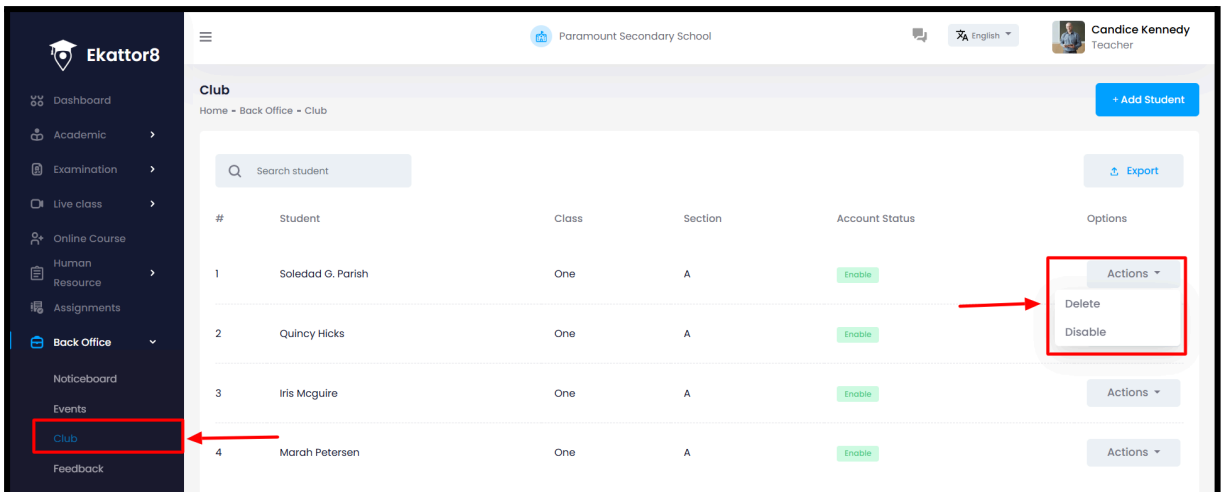 Ekattor8
Dashboard
Academic
Examination
Live class
Online Course
Human
Resource
Assignments
Back Office
Noticeboard
Events
Club
Feedback
Paramount Secondary School
English
Candice Kennedy
Teacher
Club
Home - Back Office - Club
+ Add Student
Search student
Export
# Student Class Section Account Status Options
1 Soledad G. Parish One A Enable Actions
Delete
Disable
2 Quincy Hicks One A Enable
3 Iris Mcguire One A Enable Actions
4 Marah Petersen One A Enable Actions